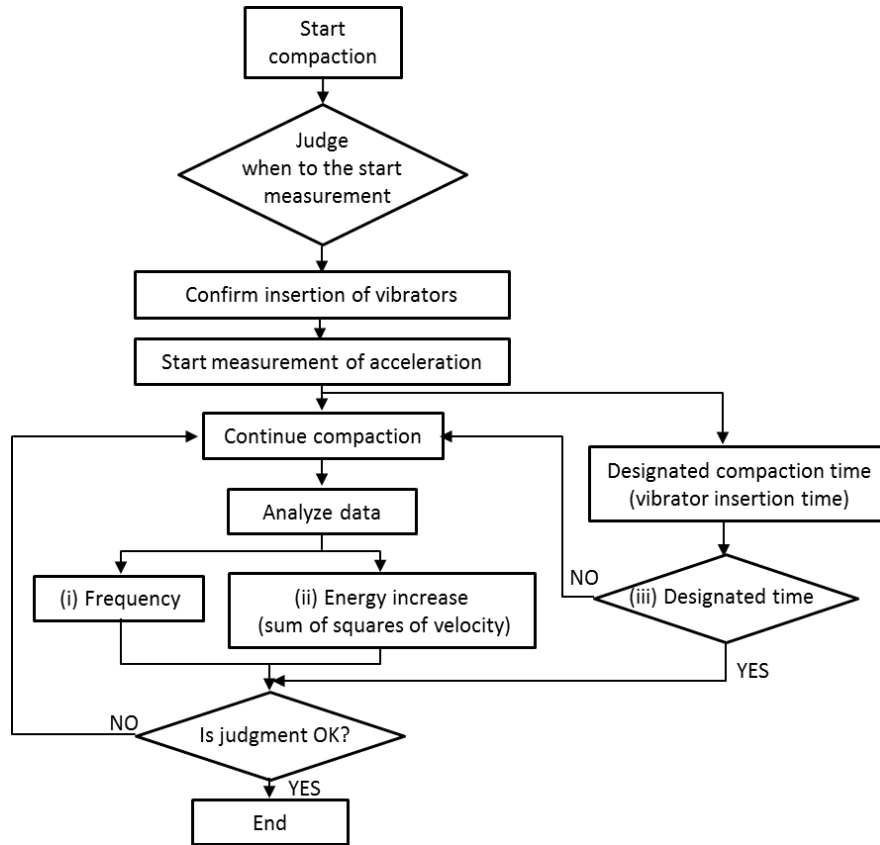 Start
compaction
Judge
when to the start
measurement
Confirm insertion of vibrators
Start measurement of acceleration
Continue compaction
Designated compaction time
(vibrator insertion time)
Analyze data
NO
(i) Frequency
(ii) Energy increase
(sum of squares of velocity)
(iii) Designated time
YES
NO
Is judgment OK?
YES
End